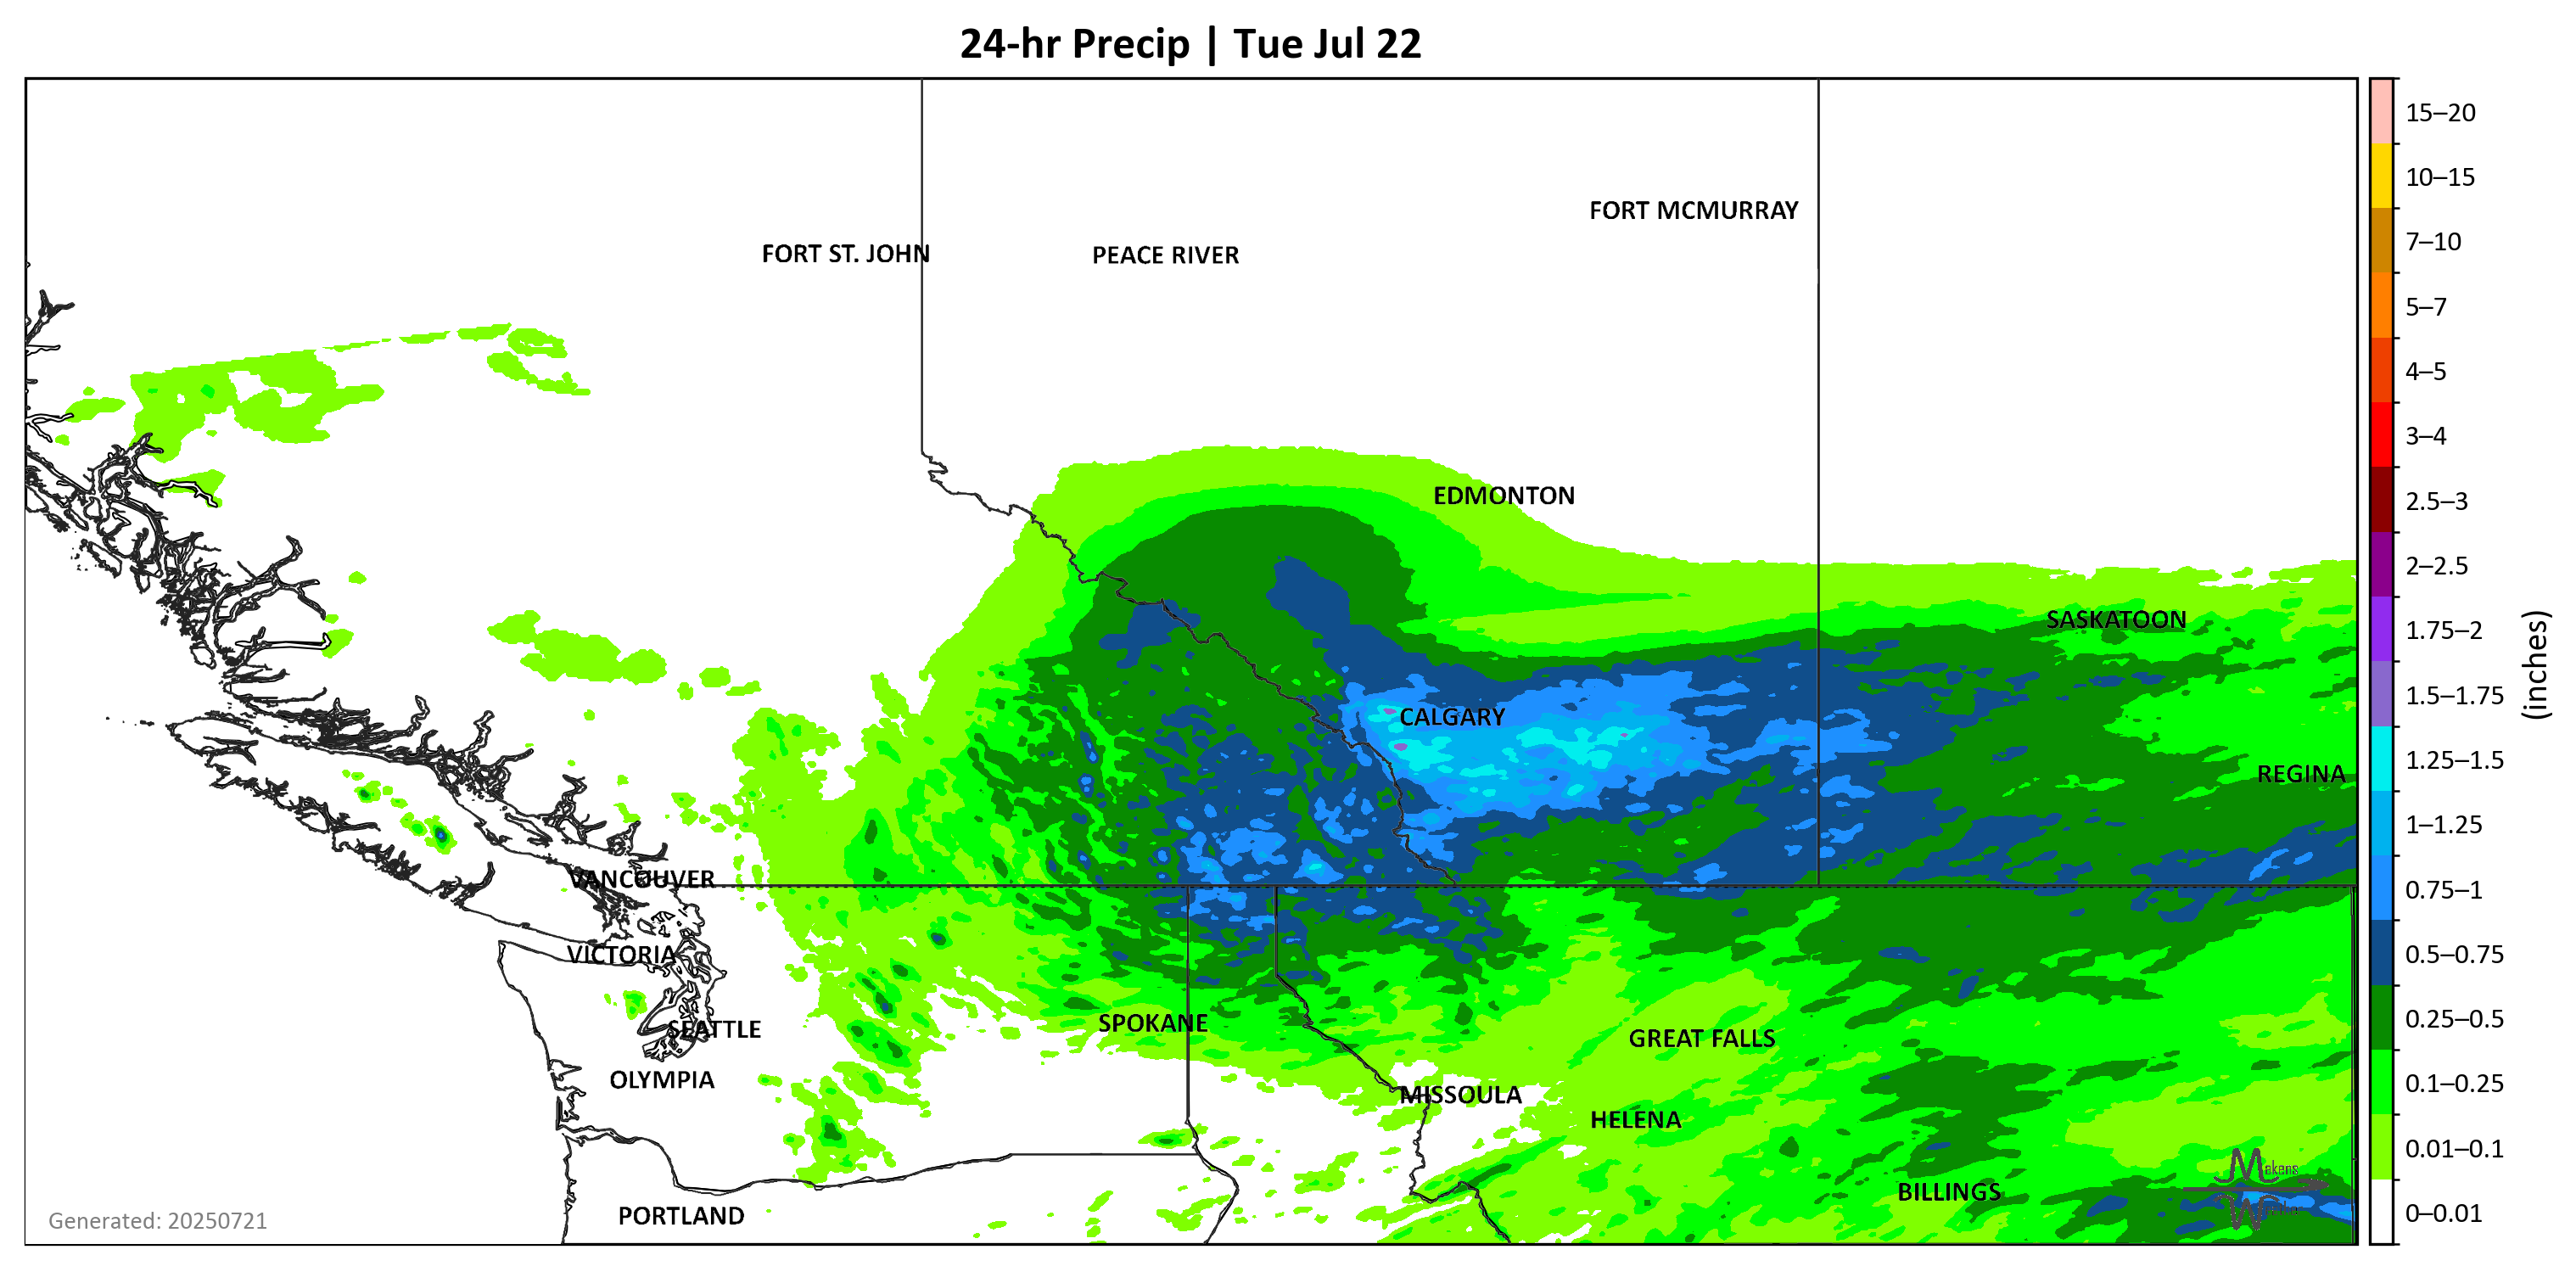 24-hr Precip | Tue Jul 22
15–20
10–15
FORT MCMURRAY
7–10
FORT ST. JOHN
PEACE RIVER
5–7
4–5
3–4
EDMONTON
2.5–3
2–2.5
SASKATOON
1.75–2
(inches)
1.5–1.75
CALGARY
1.25–1.5
REGINA
1–1.25
VANCOUVER
0.75–1
VICTORIA
0.5–0.75
SPOKANE
SEATTLE
GREAT FALLS
0.25–0.5
OLYMPIA
0.1–0.25
MISSOULA
HELENA
0.01–0.1
Makens
BILLINGS
Weather
PORTLAND
Generated: 20250721
0–0.01